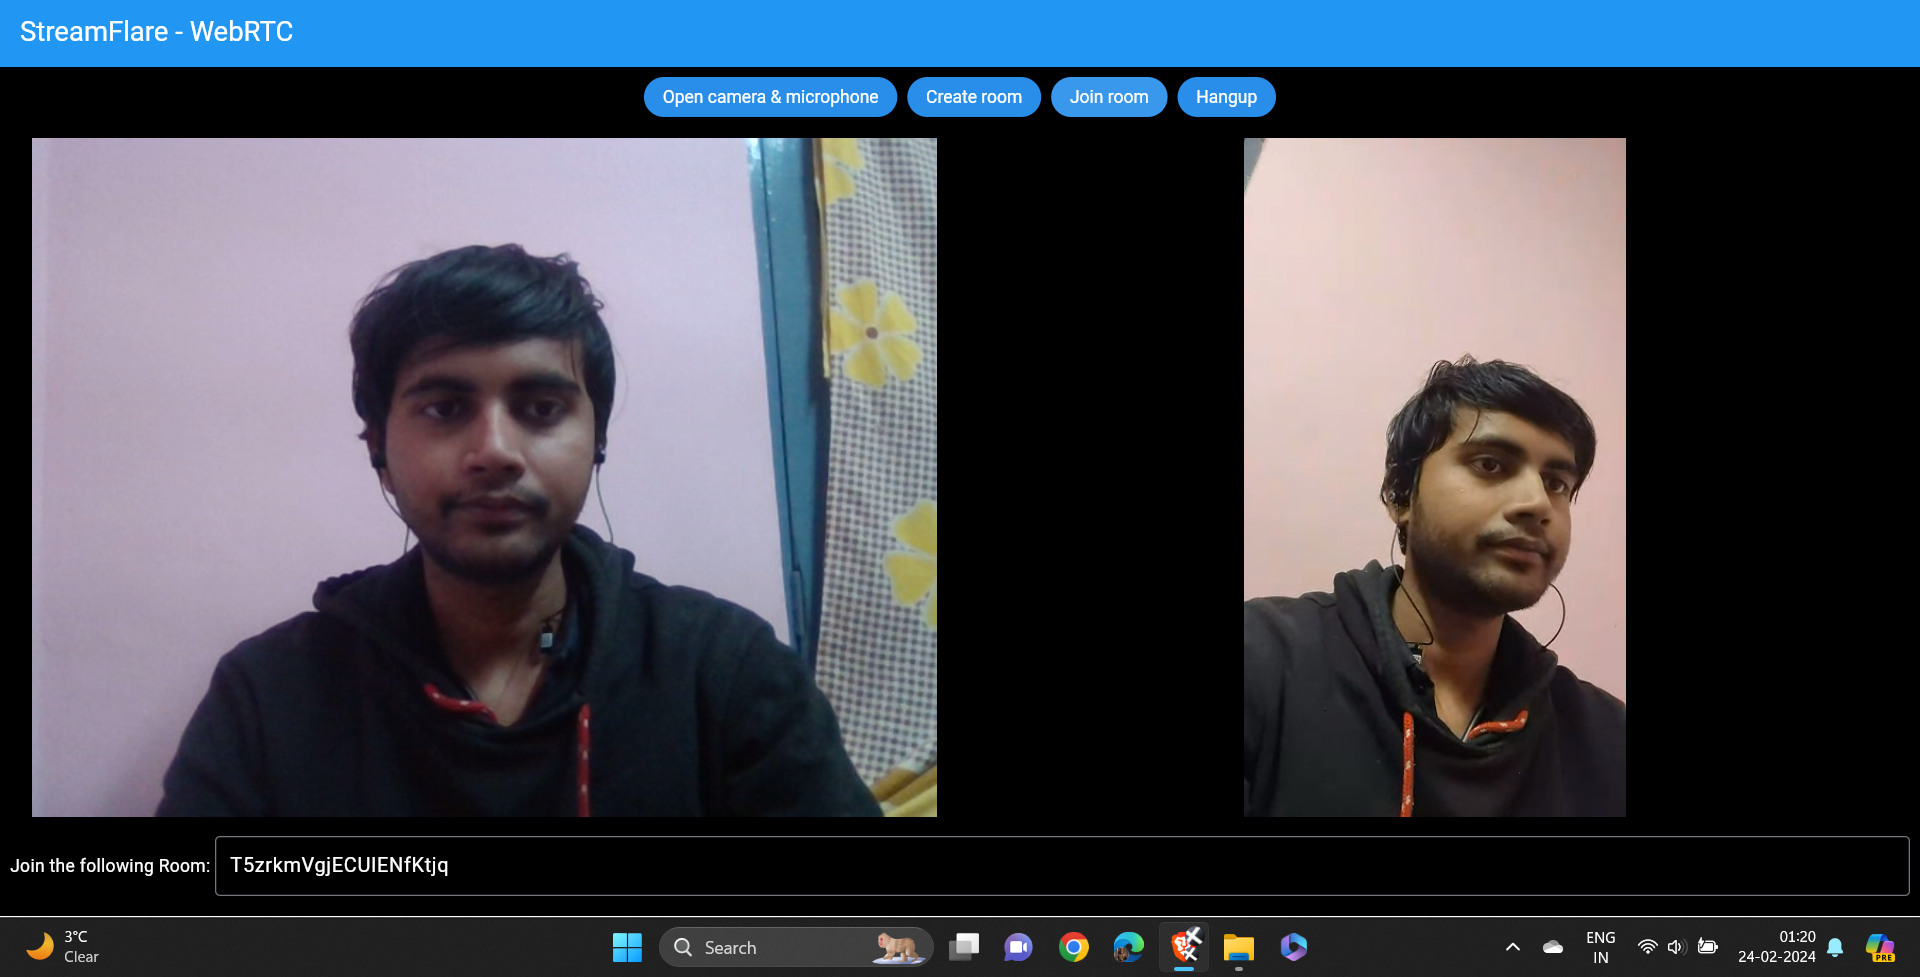 StreamFlare - WebRTC
Open camera & microphone
Create room
Join room
Hangup
Join the following Room:
T5zrkmVgjECUIENfKtjq
3°C
Clear
Search
ENG
IN
01:20
24-02-2024
PRE